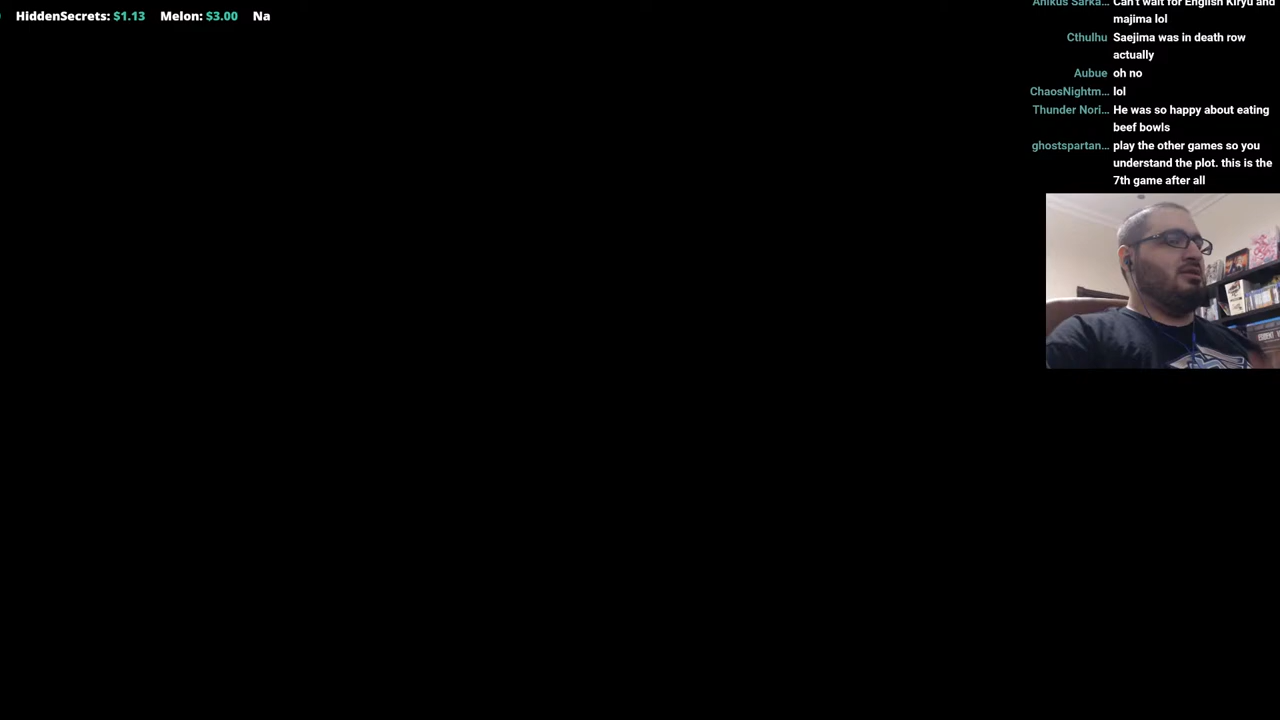 HiddenSecrets: $1.13 Melon: $3.00 Na
Can't wait for English Kiryu and
majima lol
Cthulhu Saejima was in death row
actually
Aubue oh no
ChaosNightm... lol
Thunder Nori... He was so happy about eating
beef bowls
ghostspartan... play the other games so you
understand the plot. this is the
7th game after all